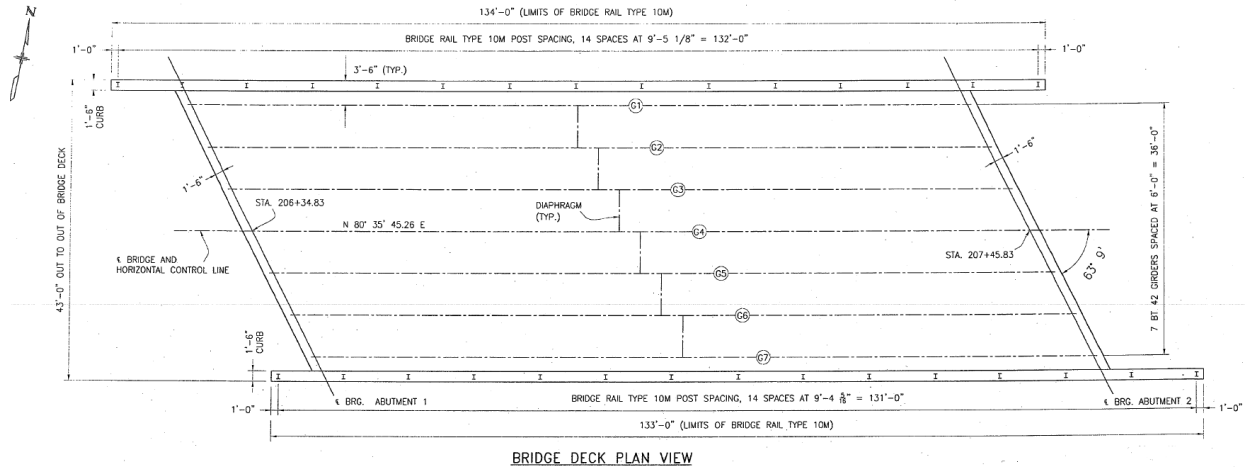 N
134'-0" (LIMITS OF BRIDGE RAIL TYPE 10M)
BRIDGE RAIL TYPE 10M POST SPACING, 14 SPACES AT 9'-5 1/8" = 132'-0"
1'-0"
1'-0"
3'-6" (TYP.)
1'-6"
CURB
G1
G2
1'-6"
1'-6"
G3
STA. 206+34.83
DIAPHRAGM
(TYP.)
N 80° 35' 45.26 E
G4
℄ BRIDGE AND
HORIZONTAL CONTROL LINE
STA. 207+45.83
63° 9'
43'-0" OUT TO OUT OF BRIDGE DECK
7 BT 42 GIRDERS SPACED AT 6'-0" = 36'-0"
G5
G6
1'-6"
CURB
G7
℄ BRG. ABUTMENT 1
BRIDGE RAIL TYPE 10M POST SPACING, 14 SPACES AT 9'-4 5/16" = 131'-0"
℄ BRG. ABUTMENT 2
1'-0"
1'-0"
133'-0" (LIMITS OF BRIDGE RAIL TYPE 10M)
BRIDGE DECK PLAN VIEW